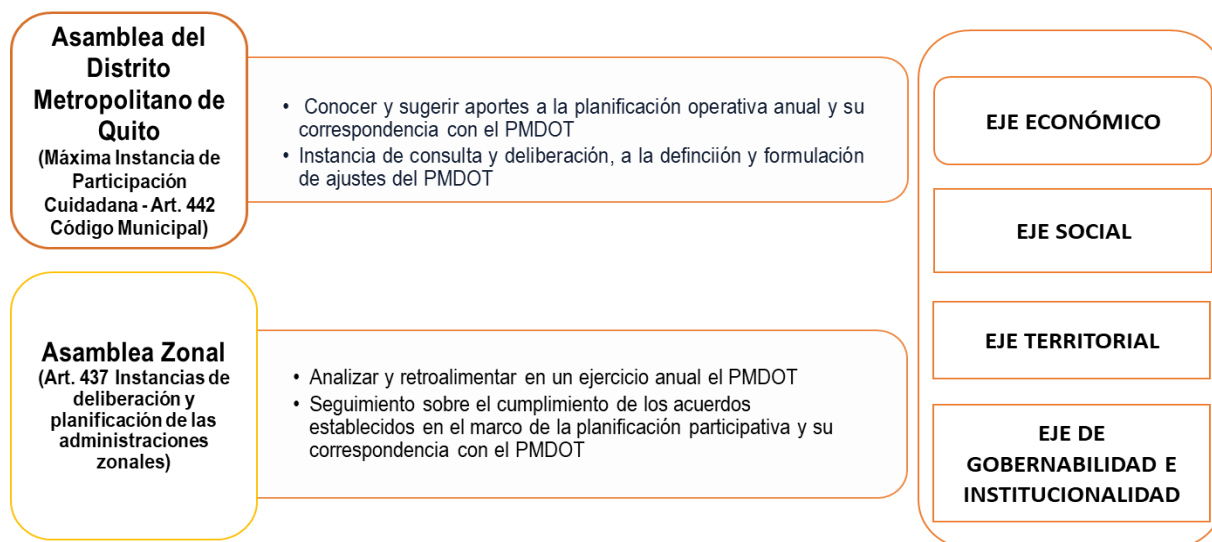 Asamblea del
Distrito
Metropolitano de
Quito
(Máxima Instancia de
Participación
Cuidadana - Art. 442
Código Municipal)
• Conocer y sugerir aportes a la planificación operativa anual y su
correspondencia con el PMDOT
• Instancia de consulta y deliberación, a la definciión y formulación
de ajustes del PMDOT
Asamblea Zonal
(Art. 437 Instancias de
deliberación y
planificación de las
administraciones
zonales)
• Analizar y retroalimentar en un ejercicio anual el PMDOT
• Seguimiento sobre el cumplimiento de los acuerdos
establecidos en el marco de la planificación participativa y su
correspondencia con el PMDOT
EJE ECONÓMICO
EJE SOCIAL
EJE TERRITORIAL
EJE DE
GOBERNABILIDAD E
INSTITUCIONALIDAD